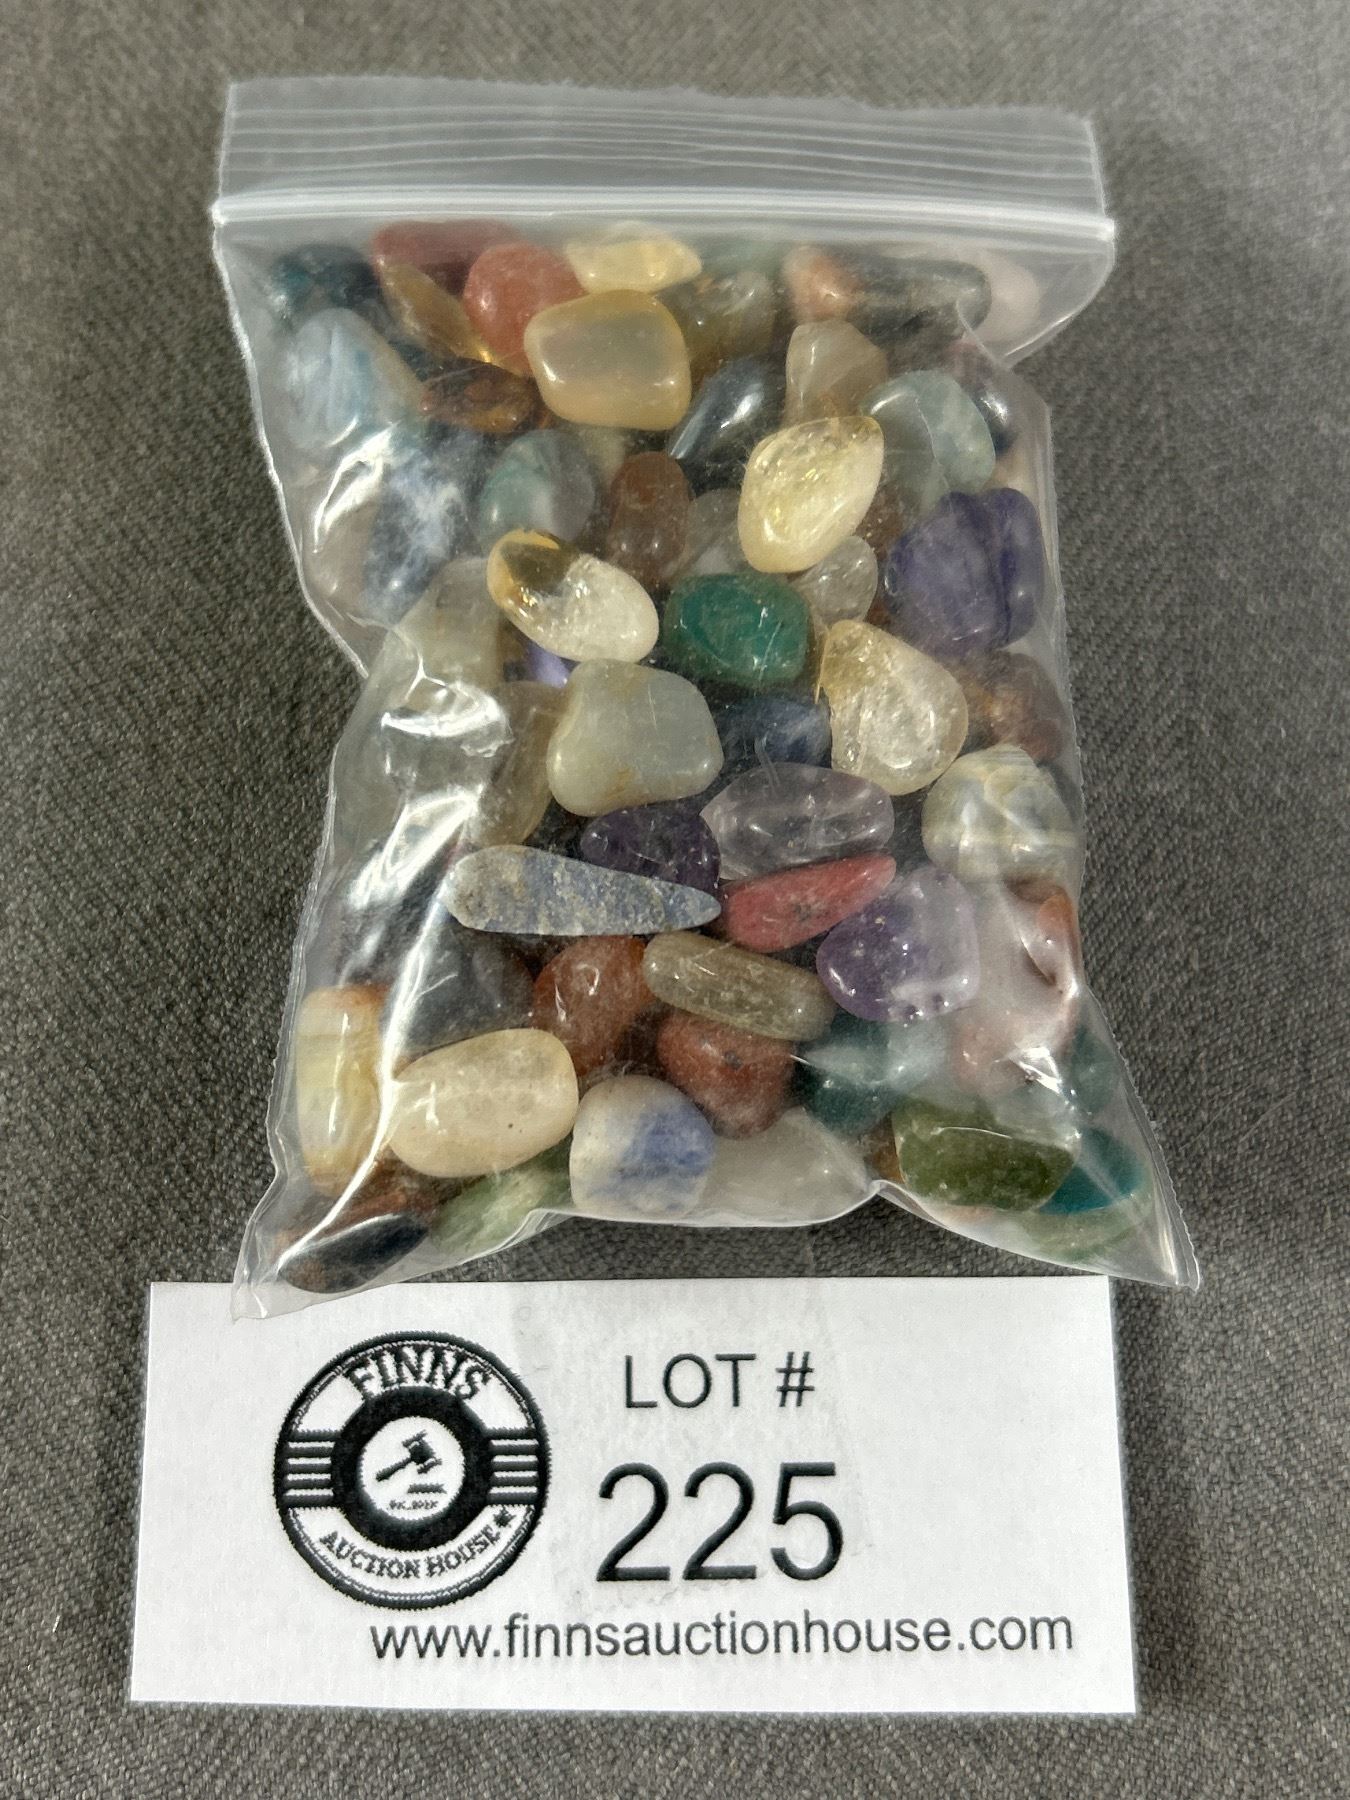 FINNS
AUCTION HOUSE
LOT #
225
www.finnsauctionhouse.com